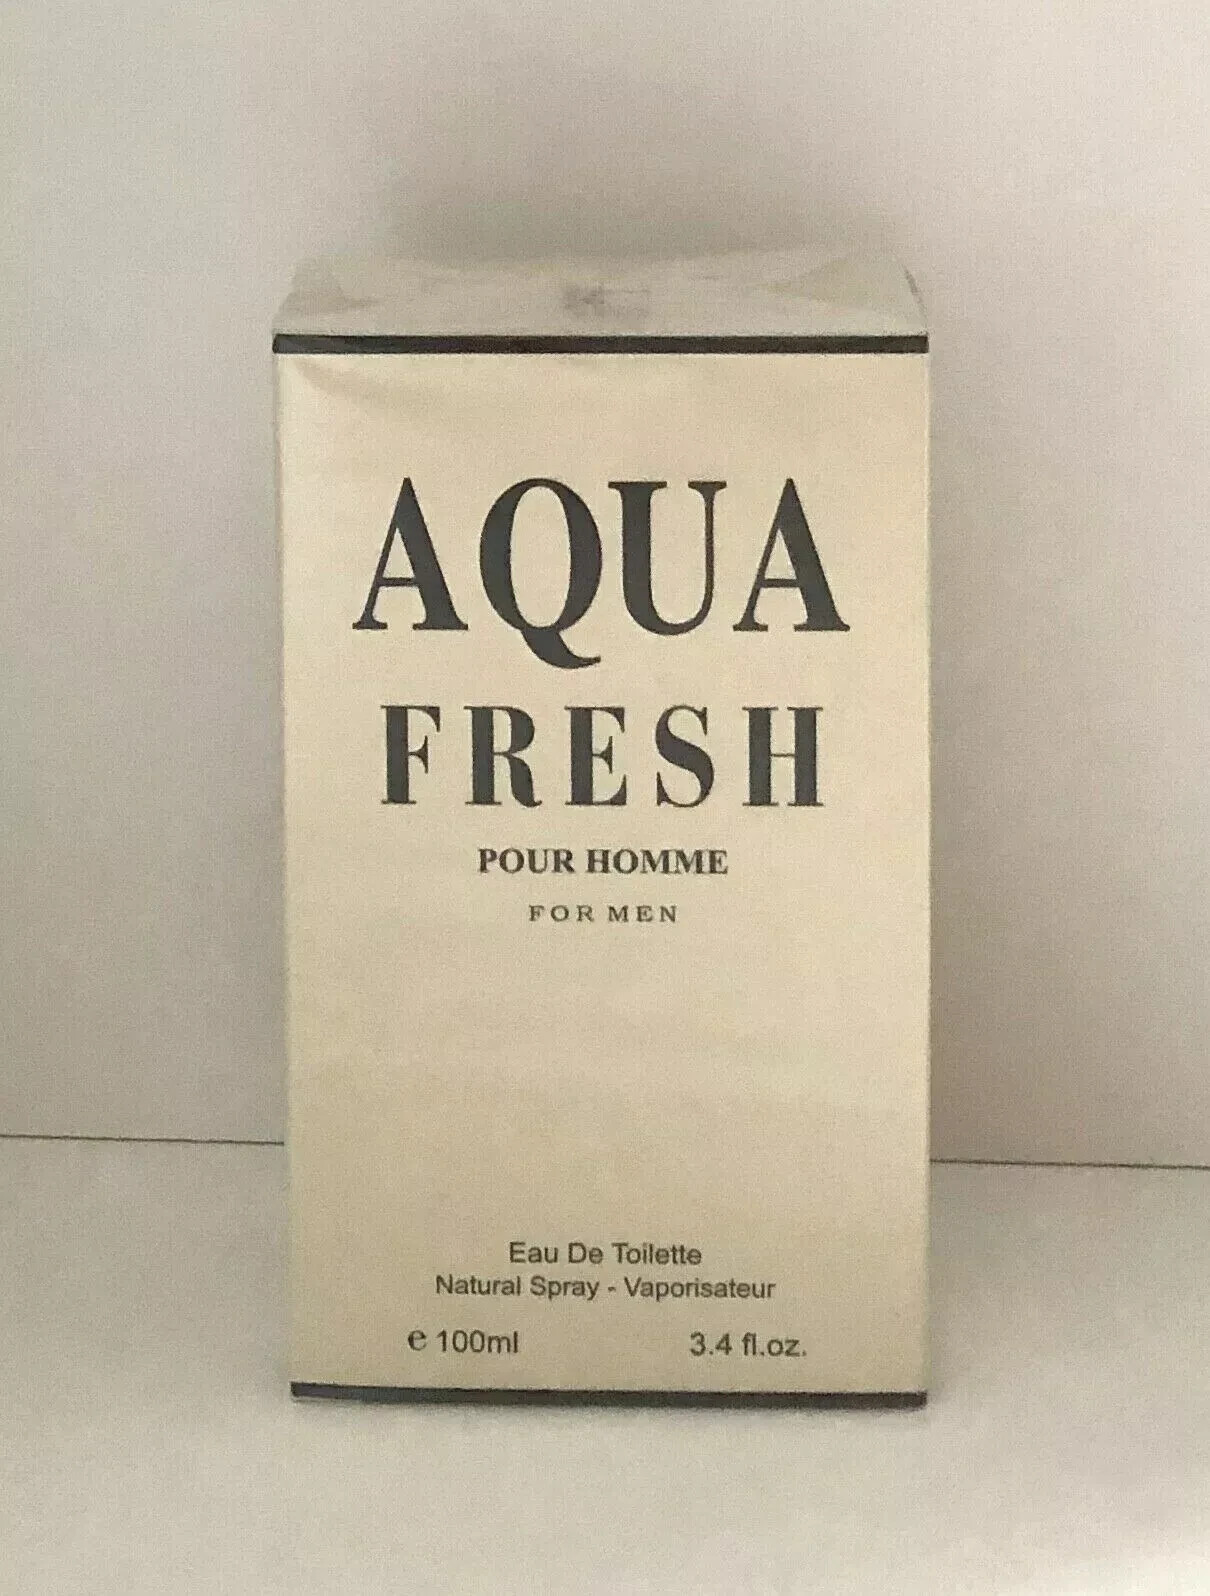 AQUA
FRESH
POUR HOMME
FOR MEN
Eau De Toilette
Natural Spray - Vaporisateur
℮ 100ml 3.4 fl.oz.